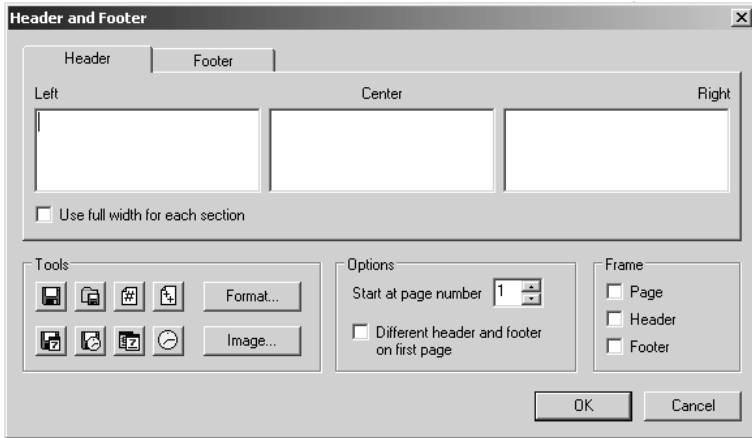 Header and Footer
Header Footer
Left Center Right
Use full width for each section
Tools
Format...
Image...
Options
Start at page number 1
Different header and footer
on first page
Frame
Page
Header
Footer
OK Cancel